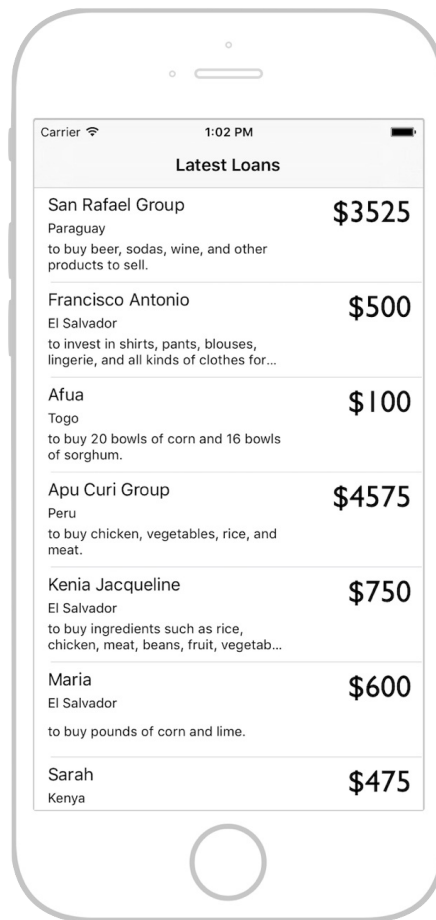 Carrier 1:02 PM
Latest Loans
San Rafael Group $3525
Paraguay
to buy beer, sodas, wine, and other
products to sell.
Francisco Antonio $500
El Salvador
to invest in shirts, pants, blouses,
lingerie, and all kinds of clothes for...
Afua $100
Togo
to buy 20 bowls of corn and 16 bowls
of sorghum.
Apu Curi Group $4575
Peru
to buy chicken, vegetables, rice, and
meat.
Kenia Jacqueline $750
El Salvador
to buy ingredients such as rice,
chicken, meat, beans, fruit, vegetab...
Maria $600
El Salvador
to buy pounds of corn and lime.
Sarah $475
Kenya